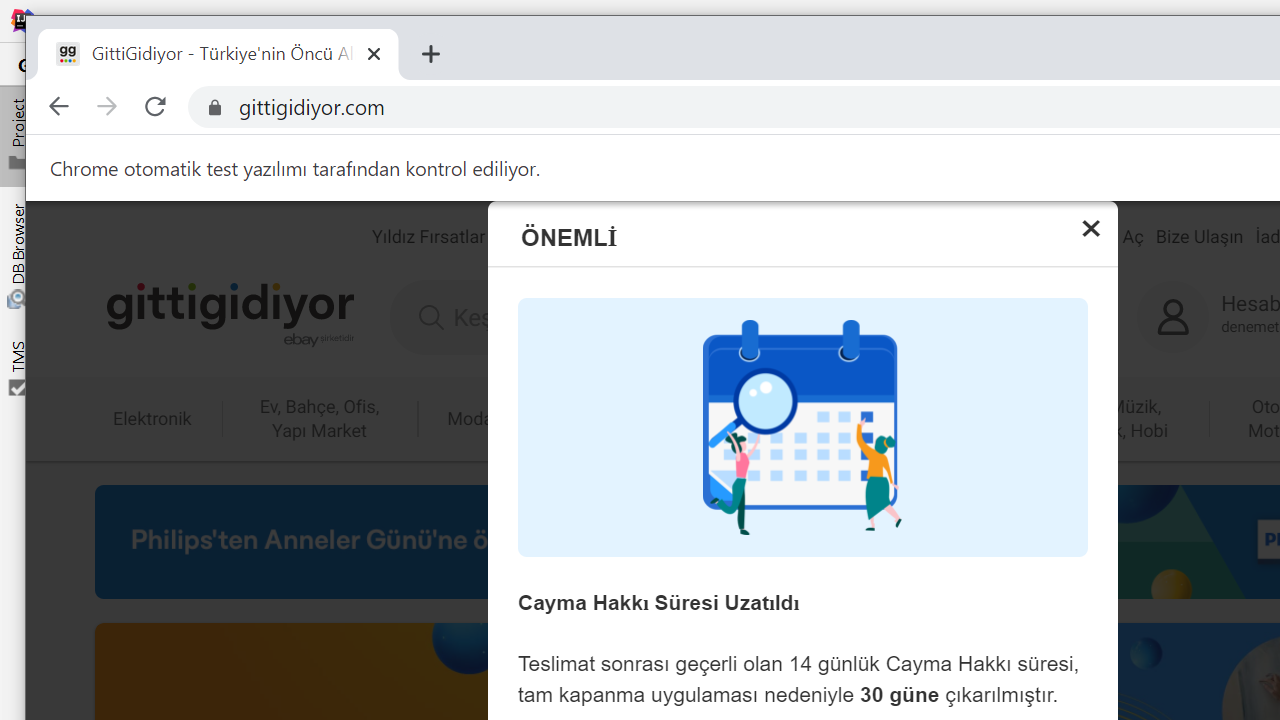 GittiGidiyor - Türkiye'nin Öncü Al
gittigidiyor.com
Project
Chrome otomatik test yazılımı tarafından kontrol ediliyor.
DB Browser
TMS
Yıldız Fırsatlar
ÖNEMLİ
Aç Bize Ulaşın İad
gittigidiyor
ebay şirketidir
Keş
Hesab
denemet
Elektronik
Ev, Bahçe, Ofis,
Yapı Market
Moda
Müzik,
k, Hobi
Oto
Mot
Philips'ten Anneler Günü'ne ö
Cayma Hakkı Süresi Uzatıldı
Teslimat sonrası geçerli olan 14 günlük Cayma Hakkı süresi,
tam kapanma uygulaması nedeniyle 30 güne çıkarılmıştır.